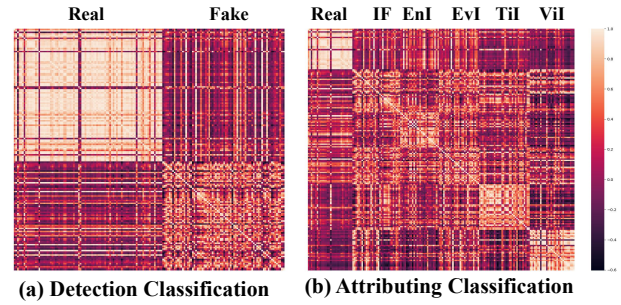 Real Fake
Real IF EnI EvI TiI ViI
1.0
0.8
0.6
0.4
0.2
0.0
-0.2
-0.4
-0.6
(a) Detection Classification
(b) Attributing Classification